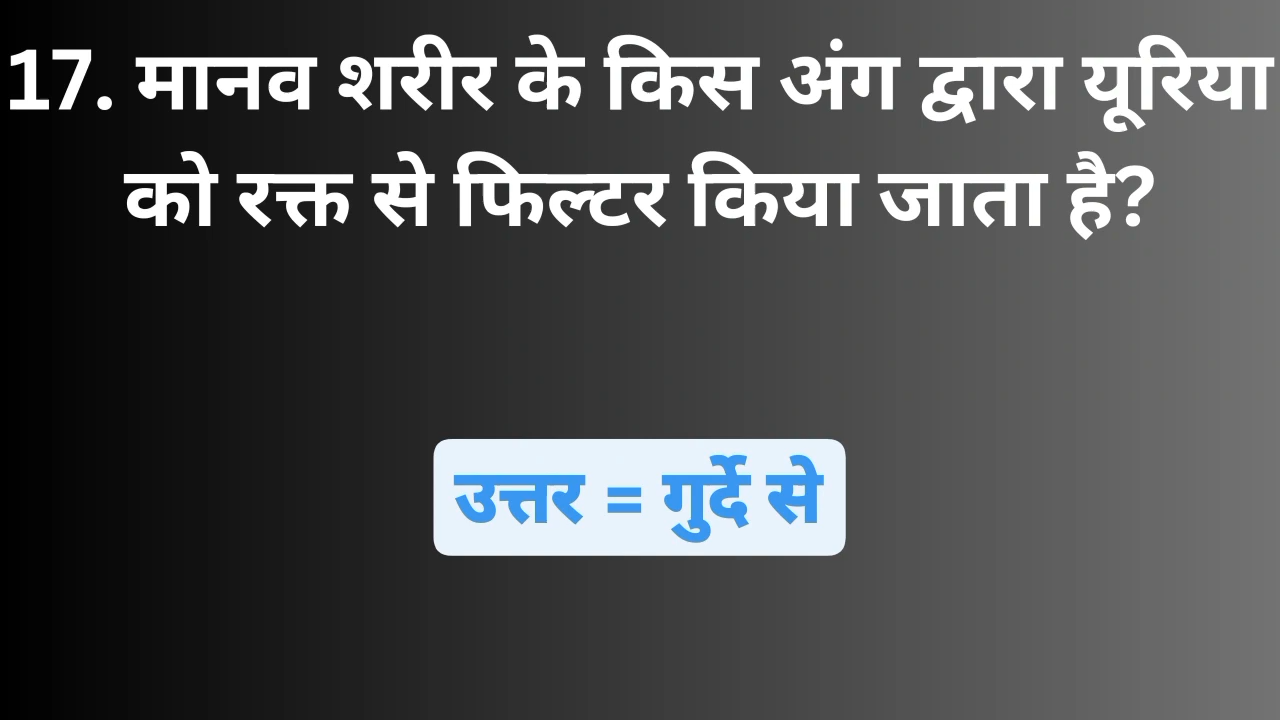 17. मानव शरीर के किस अंग द्वारा यूरिया
को रक्त से फिल्टर किया जाता है?
उत्तर = गुर्दे से